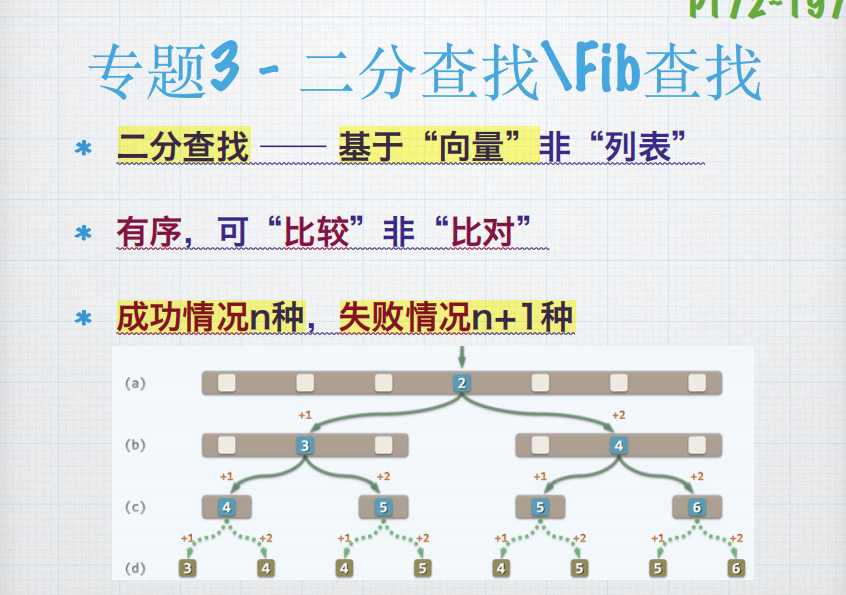 专题3 - 二分查找\Fib查找
* 二分查找 —— 基于“向量”非“列表”
* 有序，可“比较”非“比对”
* 成功情况n种，失败情况n+1种
(a) 2
+1 +2
(b) 3 4
+1 +2 +1 +2
(c) 4 5 5 6
+1 +2 +1 +2 +1 +2 +1 +2
(d) 3 4 4 5 4 5 5 6